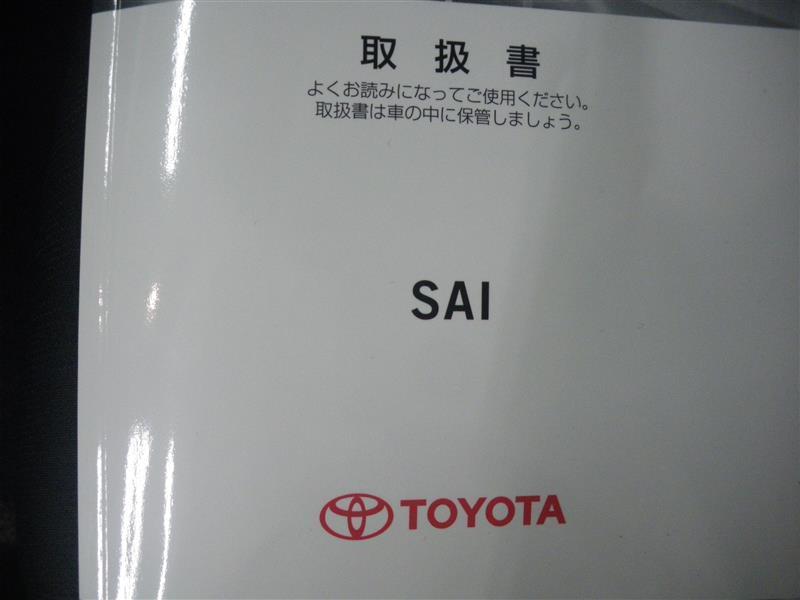 取扱書
よくお読みになってご使用ください。
取扱書は車の中に保管しましょう。
SAI
TOYOTA